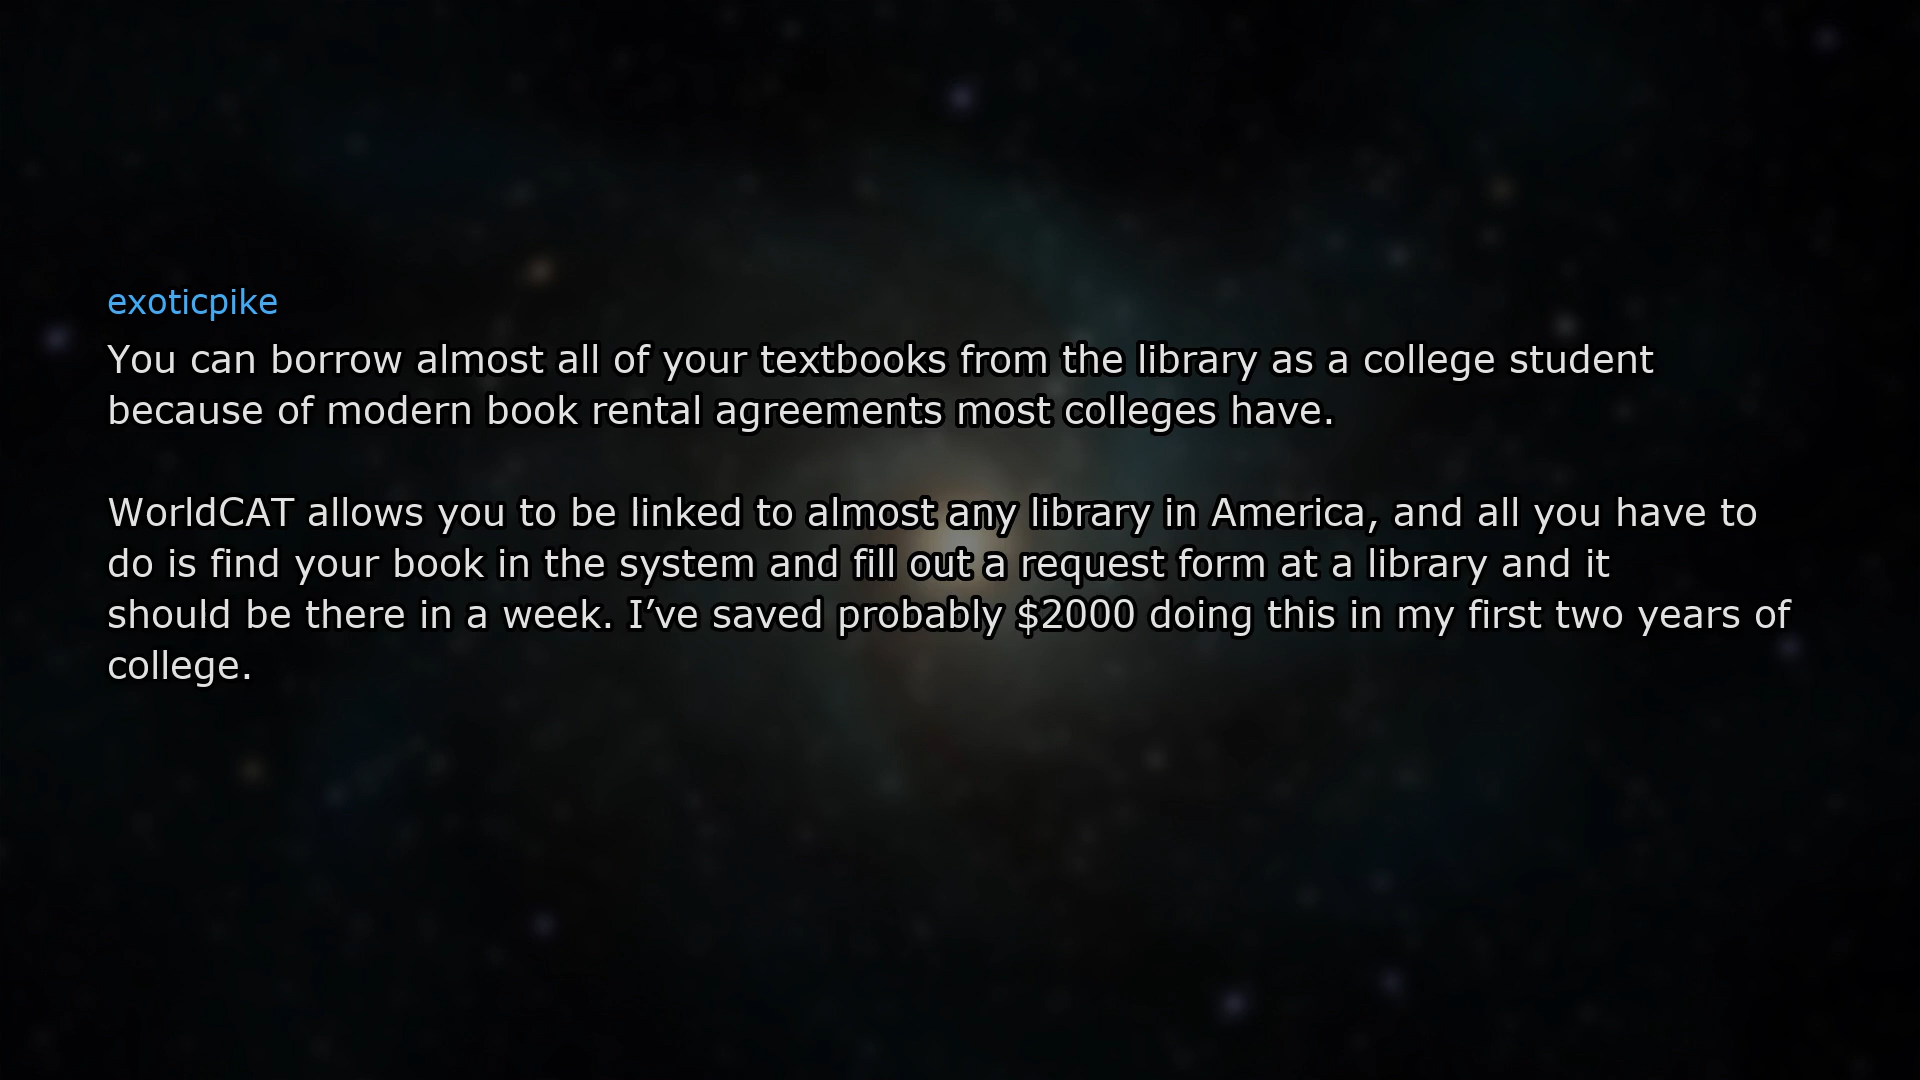 exoticpike
You can borrow almost all of your textbooks from the library as a college student
because of modern book rental agreements most colleges have.
WorldCAT allows you to be linked to almost any library in America, and all you have to
do is find your book in the system and fill out a request form at a library and it
should be there in a week. I’ve saved probably $2000 doing this in my first two years of
college.